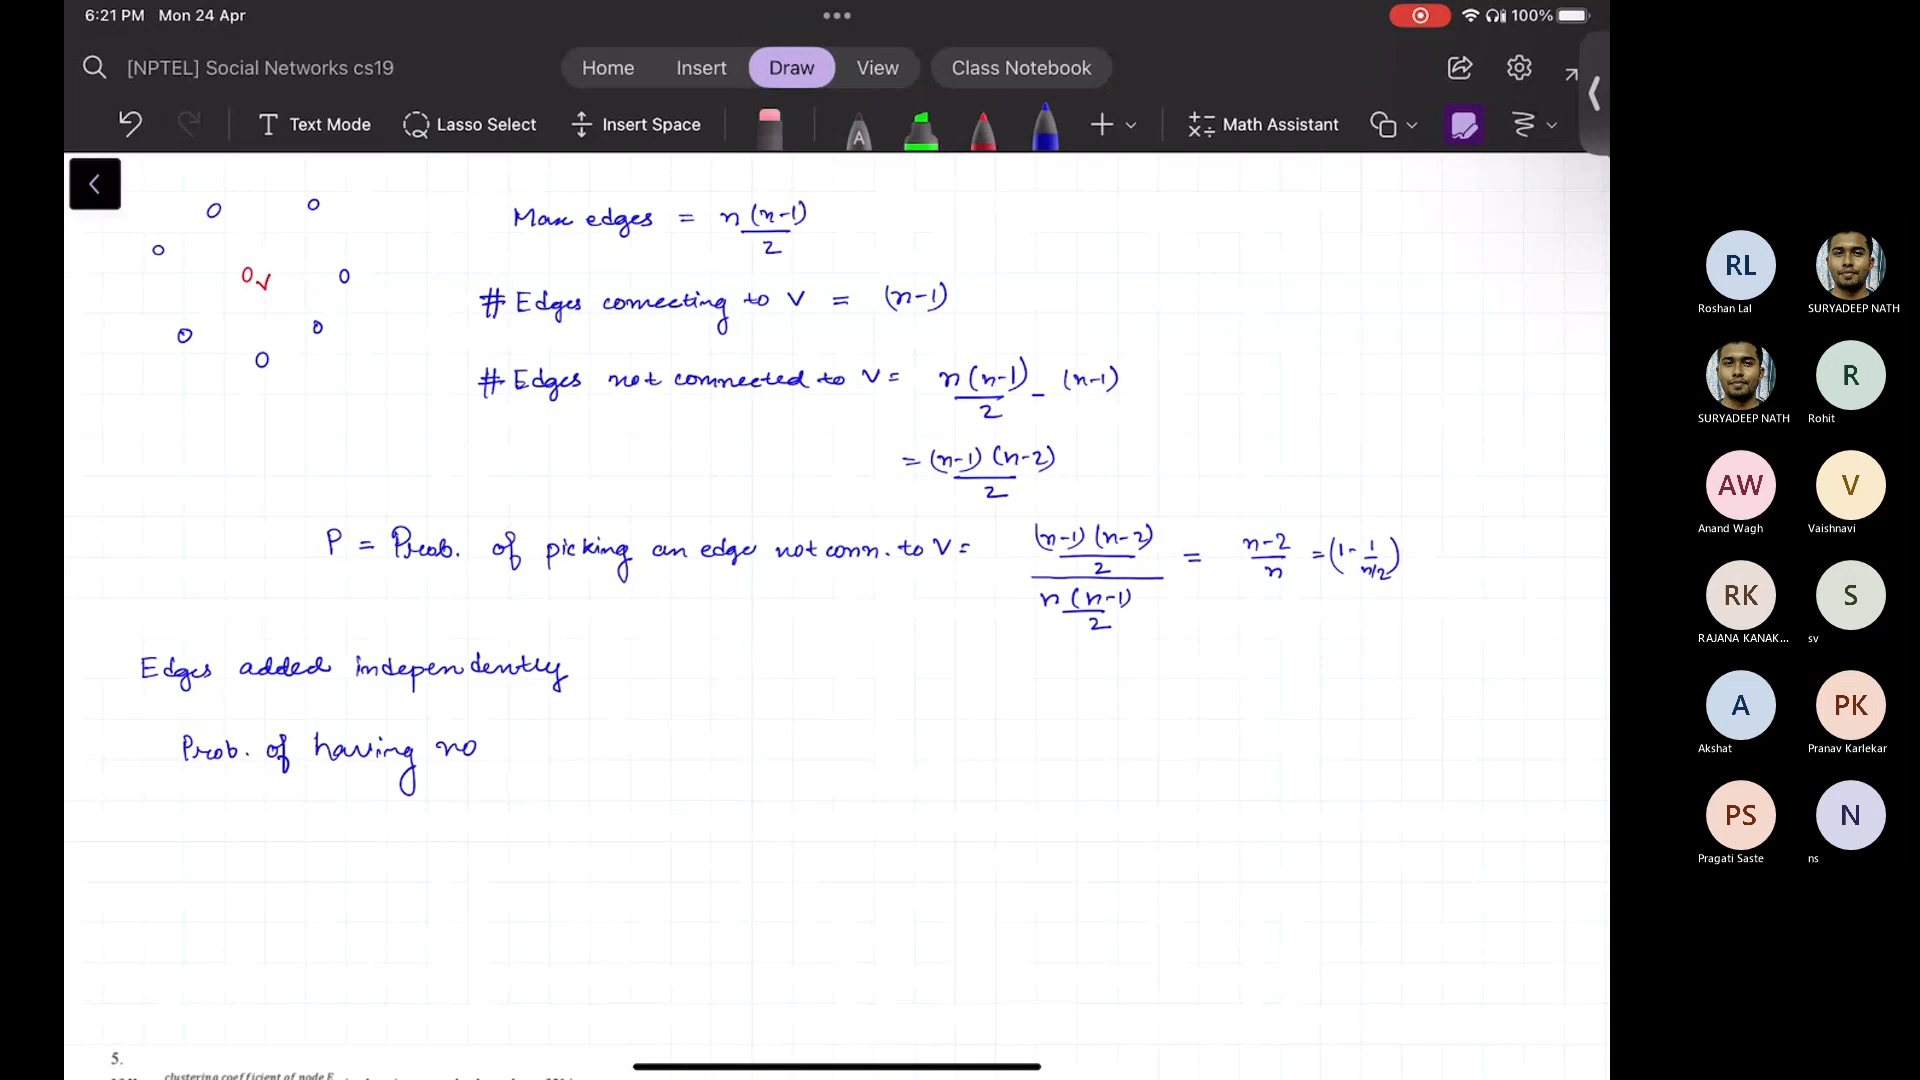 6:21 PM Mon 24 Apr
100%
[NPTEL] Social Networks cs19
Home Insert Draw View Class Notebook
Text Mode Lasso Select Insert Space Math Assistant
Max edges = n(n-1)/2
V
# Edges connecting to V = (n-1)
# Edges not connected to V = n(n-1)/2 - (n-1)
= (n-1)(n-2)/2
P = Prob. of picking an edge not conn. to V = ((n-1)(n-2)/2)/(n(n-1)/2) = n-2/n = (1 - 1/n/2)
Edges added independently
Prob. of having no
5.
clustering coefficient of node E
RL
Roshan Lal SURYADEEP NATH
R
SURYADEEP NATH Rohit
AW V
Anand Wagh Vaishnavi
RK S
RAJANA KANAK... sv
A PK
Akshat Pranav Karlekar
PS N
Pragati Saste ns